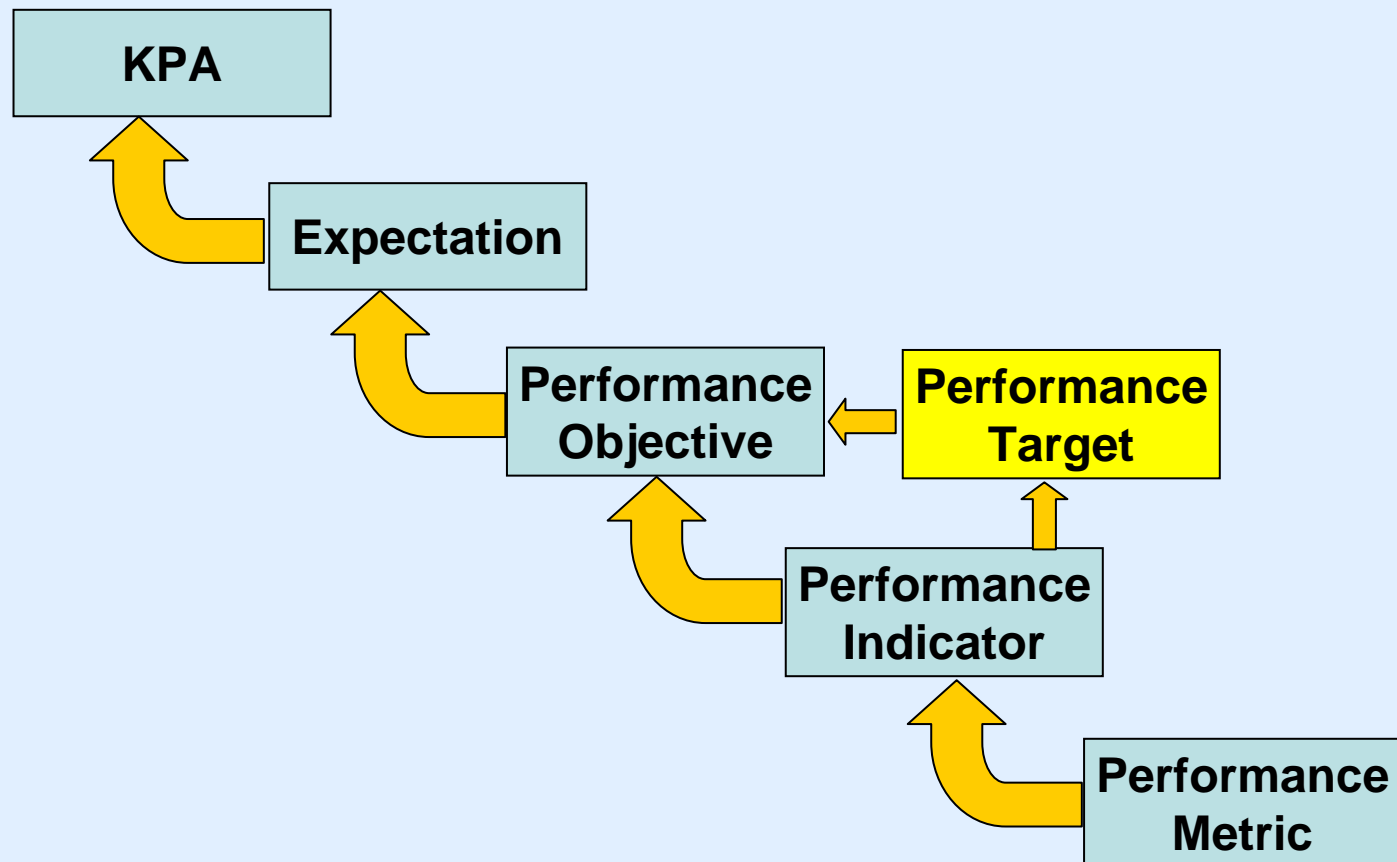 KPA
Expectation
Performance
Objective
Performance
Target
Performance
Indicator
Performance
Metric